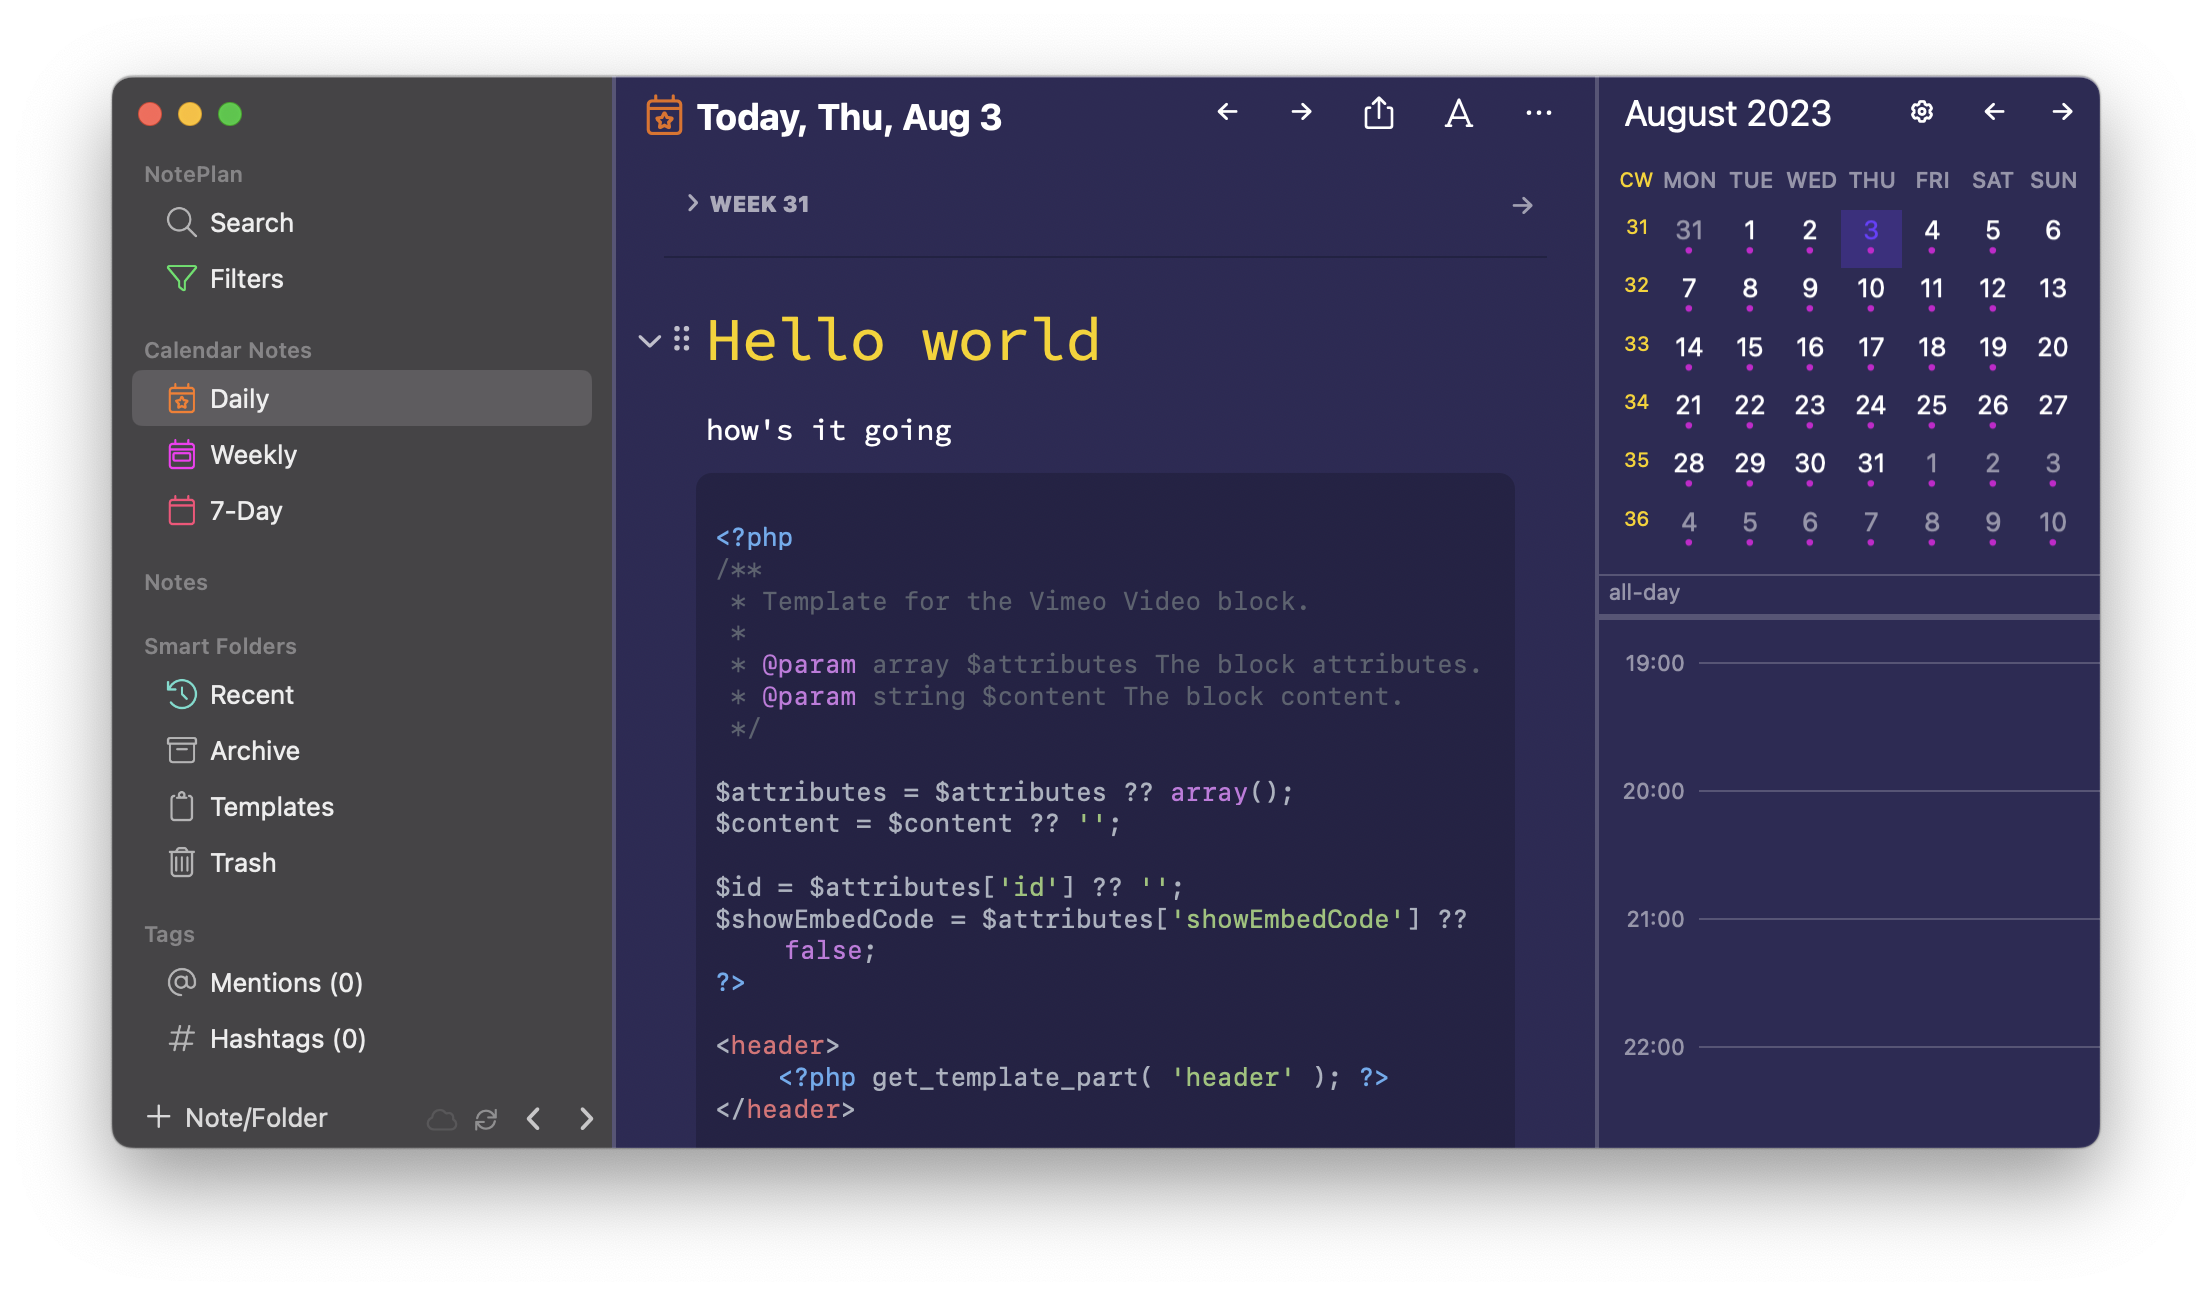 NotePlan
Search
Filters
Calendar Notes
Daily
Weekly
7-Day
Notes
Smart Folders
Recent
Archive
Templates
Trash
Tags
Mentions (0)
Hashtags (0)
Note/Folder
Today, Thu, Aug 3
WEEK 31
Hello world
how's it going
<?php
/**
 * Template for the Vimeo Video block.
 *
 * @param array $attributes The block attributes.
 * @param string $content The block content.
 */
$attributes = $attributes ?? array();
$content = $content ?? '';
$id = $attributes['id'] ?? '';
$showEmbedCode = $attributes['showEmbedCode'] ??
false;
?>
<header>
    <?php get_template_part( 'header' ); ?>
</header>
August 2023
CW MON TUE WED THU FRI SAT SUN
31 31 1 2 3 4 5 6
32 7 8 9 10 11 12 13
33 14 15 16 17 18 19 20
34 21 22 23 24 25 26 27
35 28 29 30 31 1 2 3
36 4 5 6 7 8 9 10
all-day
19:00
20:00
21:00
22:00